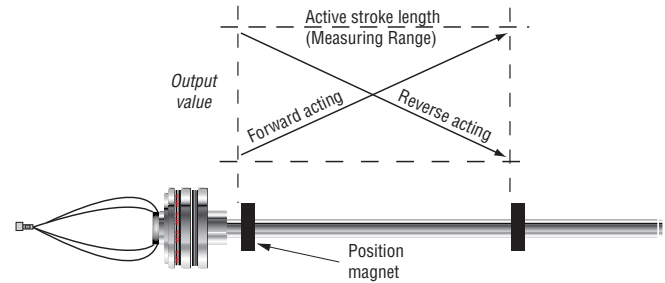 Active stroke length
(Measuring Range)
Output
value
Forward acting
Reverse acting
Position
magnet